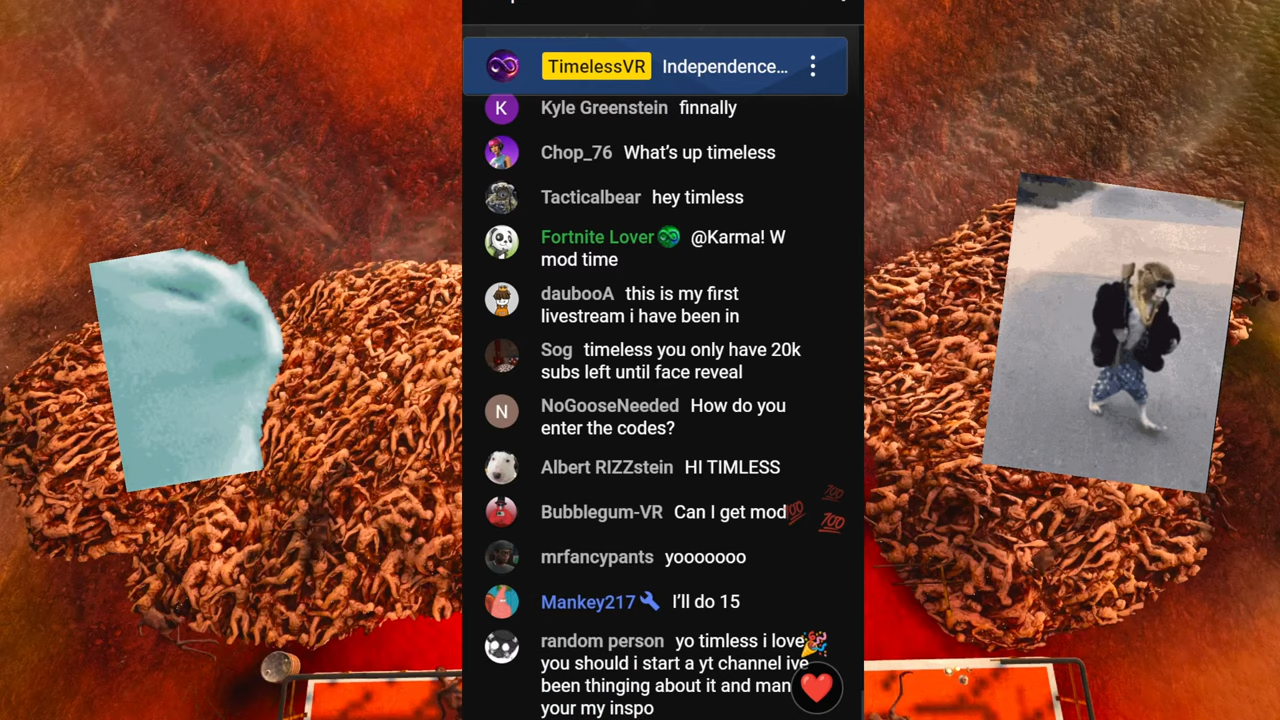 TimelessVR Independence...
K Kyle Greenstein finnally
Chop_76 What's up timeless
Tacticalbear hey timless
Fortnite Lover @Karma! W
mod time
daubooA this is my first
livestream i have been in
Sog timeless you only have 20k
subs left until face reveal
N NoGooseNeeded How do you
enter the codes?
Albert RIZZstein HI TIMLESS
Bubblegum-VR Can I get mod
mrfancypants yooooooo
Mankey217 I'll do 15
random person yo timless i love
you should i start a yt channel ive
been thinging about it and man
your my inspo